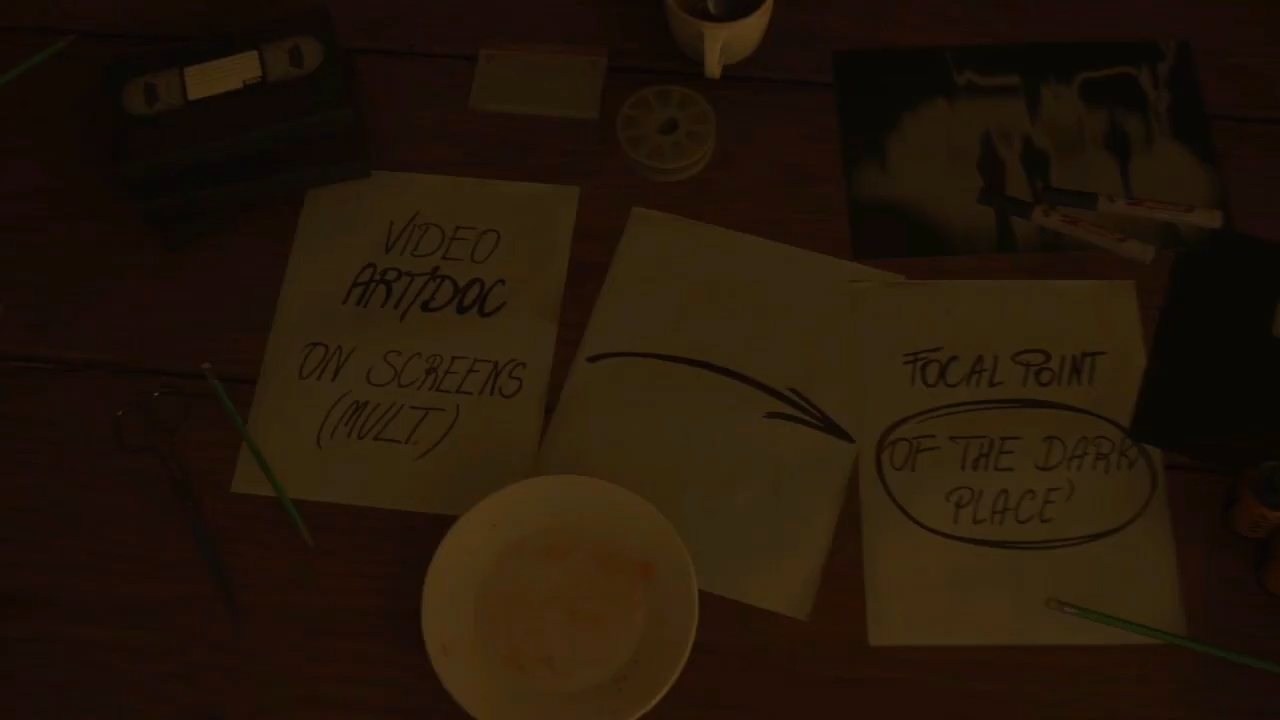 VIDEO
ART/DOC
ON SCREENS
(MULT.)
FOCAL POINT
OF THE DARK
PLACE'